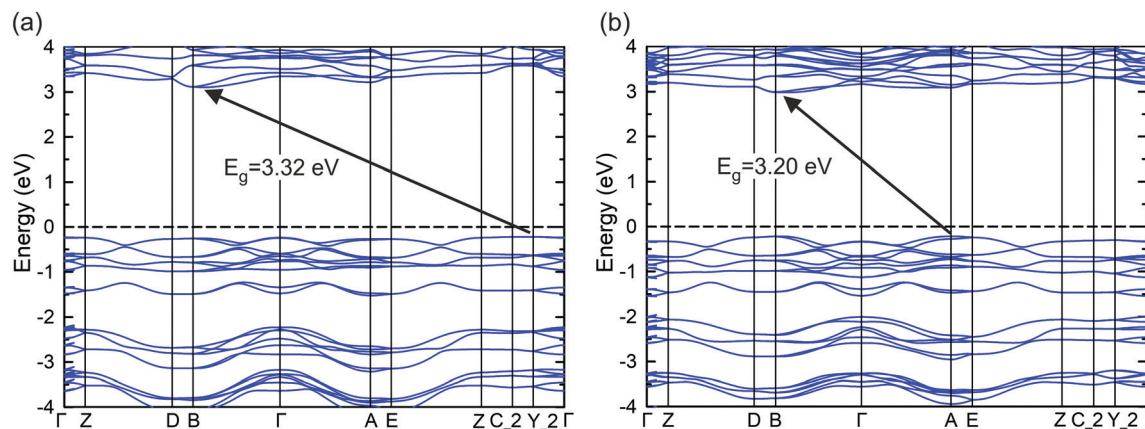 (a)
(b)
4
3
2
1
0
-1
-2
-3
-4
Energy (eV)
E_g=3.32 eV
Γ Z D B Γ A E Z C_2 Y_2 Γ
4
3
2
1
0
-1
-2
-3
-4
Energy (eV)
E_g=3.20 eV
Γ Z D B Γ A E Z C_2 Y_2